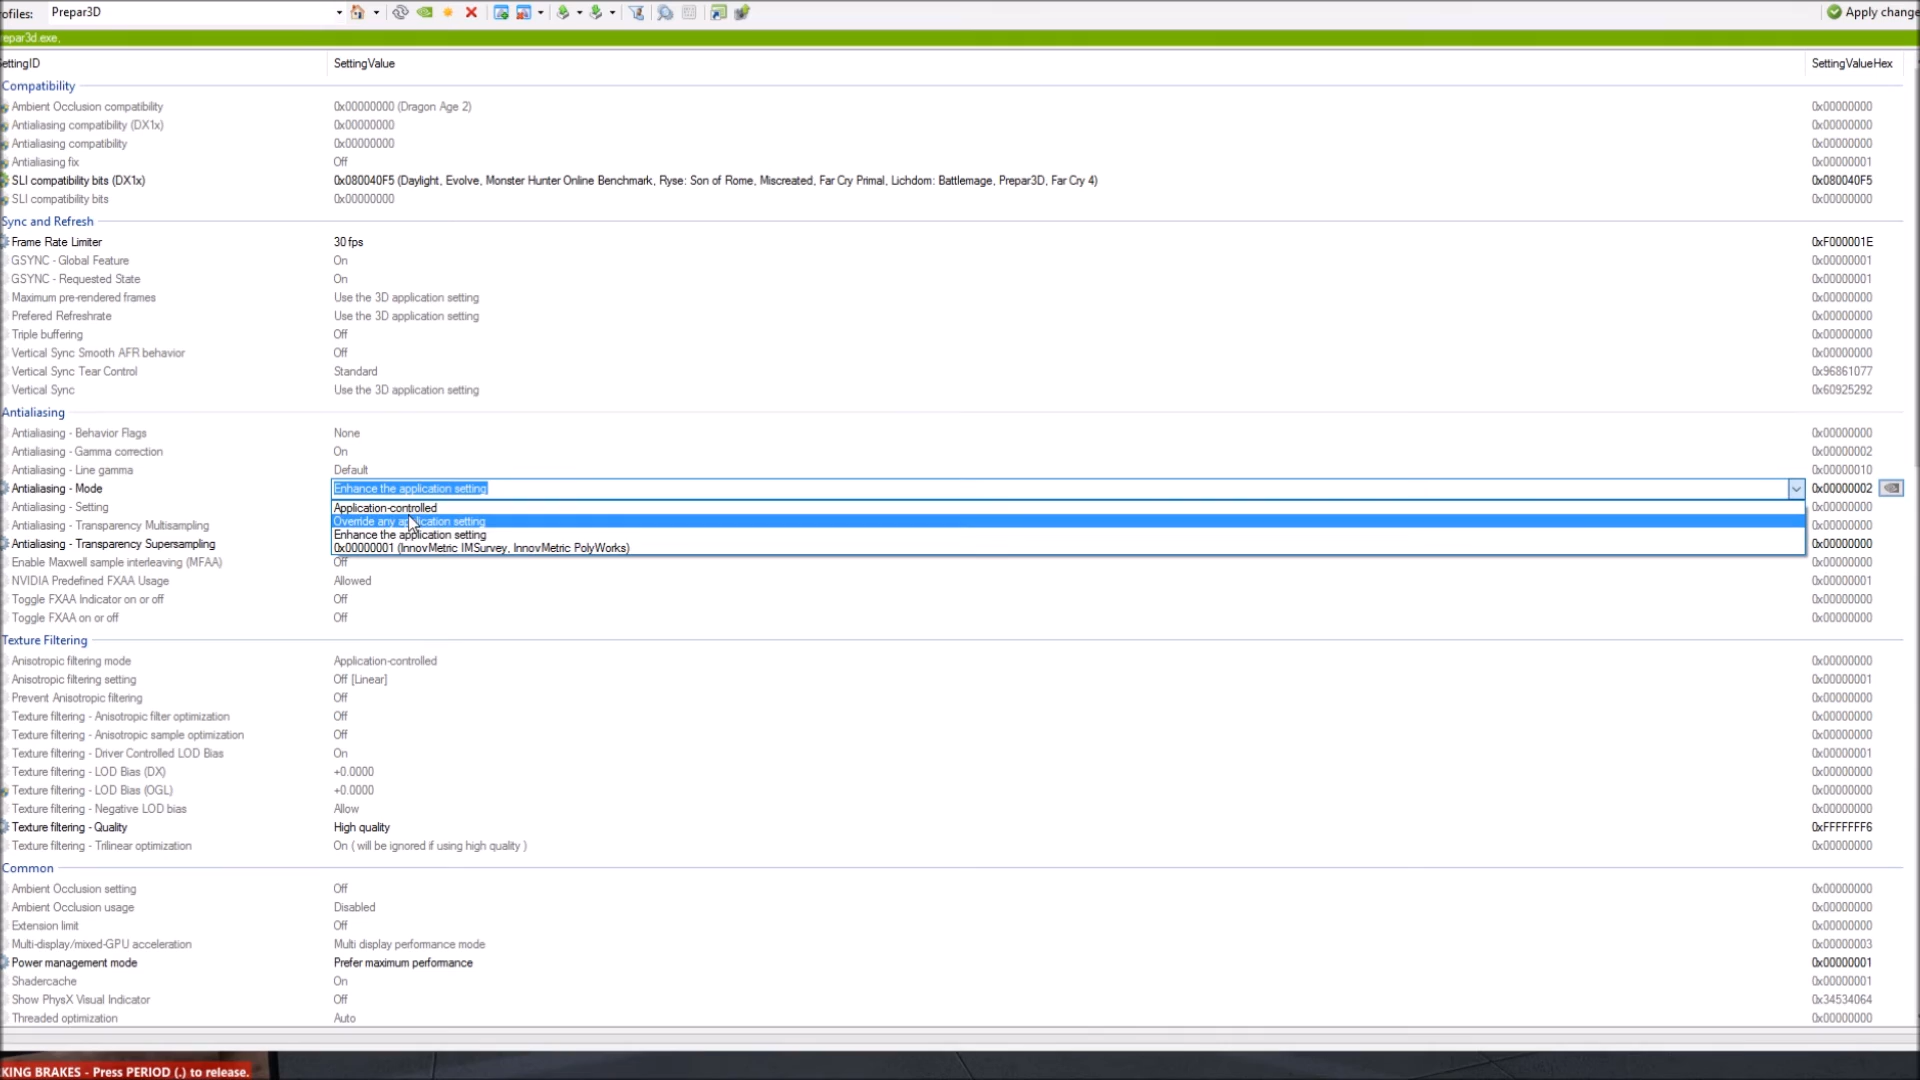 ofiles: Prepar3D Apply change
epar3d.exe,
ettingID SettingValue SettingValueHex
Compatibility
Ambient Occlusion compatibility 0x00000000 (Dragon Age 2) 0x00000000
Antialiasing compatibility (DX1x) 0x00000000 0x00000000
Antialiasing compatibility 0x00000000 0x00000000
Antialiasing fix Off 0x00000001
SLI compatibility bits (DX1x) 0x080040F5 (Daylight, Evolve, Monster Hunter Online Benchmark, Ryse: Son of Rome, Miscreated, Far Cry Primal, Lichdom: Battlemage, Prepar3D, Far Cry 4) 0x080040F5
SLI compatibility bits 0x00000000 0x00000000
Sync and Refresh
Frame Rate Limiter 30 fps 0xF000001E
GSYNC - Global Feature On 0x00000001
GSYNC - Requested State On 0x00000001
Maximum pre-rendered frames Use the 3D application setting 0x00000000
Prefered Refreshrate Use the 3D application setting 0x00000000
Triple buffering Off 0x00000000
Vertical Sync Smooth AFR behavior Off 0x00000000
Vertical Sync Tear Control Standard 0x96861077
Vertical Sync Use the 3D application setting 0x60925292
Antialiasing
Antialiasing - Behavior Flags None 0x00000000
Antialiasing - Gamma correction On 0x00000002
Antialiasing - Line gamma Default 0x00000010
Antialiasing - Mode Enhance the application setting 0x00000002
Antialiasing - Setting Application-controlled 0x00000000
Antialiasing - Transparency Multisampling Override any application setting 0x00000000
Enhance the application setting
Antialiasing - Transparency Supersampling 0x00000001 (InnovMetric IMSurvey, InnovMetric PolyWorks) 0x00000000
Enable Maxwell sample interleaving (MFAA) Off 0x00000000
NVIDIA Predefined FXAA Usage Allowed 0x00000001
Toggle FXAA Indicator on or off Off 0x00000000
Toggle FXAA on or off Off 0x00000000
Texture Filtering
Anisotropic filtering mode Application-controlled 0x00000000
Anisotropic filtering setting Off [Linear] 0x00000001
Prevent Anisotropic filtering Off 0x00000000
Texture filtering - Anisotropic filter optimization Off 0x00000000
Texture filtering - Anisotropic sample optimization Off 0x00000000
Texture filtering - Driver Controlled LOD Bias On 0x00000001
Texture filtering - LOD Bias (DX) +0.0000 0x00000000
Texture filtering - LOD Bias (OGL) +0.0000 0x00000000
Texture filtering - Negative LOD bias Allow 0x00000000
Texture filtering - Quality High quality 0xFFFFFFF6
Texture filtering - Trilinear optimization On ( will be ignored if using high quality ) 0x00000000
Common
Ambient Occlusion setting Off 0x00000000
Ambient Occlusion usage Disabled 0x00000000
Extension limit Off 0x00000000
Multi-display/mixed-GPU acceleration Multi display performance mode 0x00000003
Power management mode Prefer maximum performance 0x00000001
Shadercache On 0x00000001
Show PhysX Visual Indicator Off 0x34534064
Threaded optimization Auto 0x00000000
KING BRAKES - Press PERIOD (.) to release.